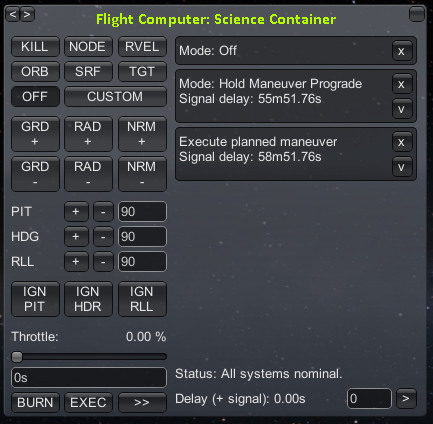 < > Flight Computer: Science Container
KILL NODE RVEL
ORB SRF TGT
OFF CUSTOM
GRD + RAD + NRM +
GRD - RAD - NRM -
PIT + - 90
HDG + - 90
RLL + - 90
IGN PIT IGN HDR IGN RLL
Throttle: 0.00 %
0s
BURN EXEC >>
Mode: Off x
Mode: Hold Maneuver Prograde x
Signal delay: 55m51.76s v
Execute planned maneuver x
Signal delay: 58m51.76s v
Status: All systems nominal.
Delay (+ signal): 0.00s 0 >